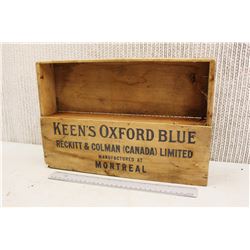 KEEN'S OXFORD BLUE
RECKITT & COLMAN (CANADA) LIMITED
MANUFACTURED AT
MONTREAL